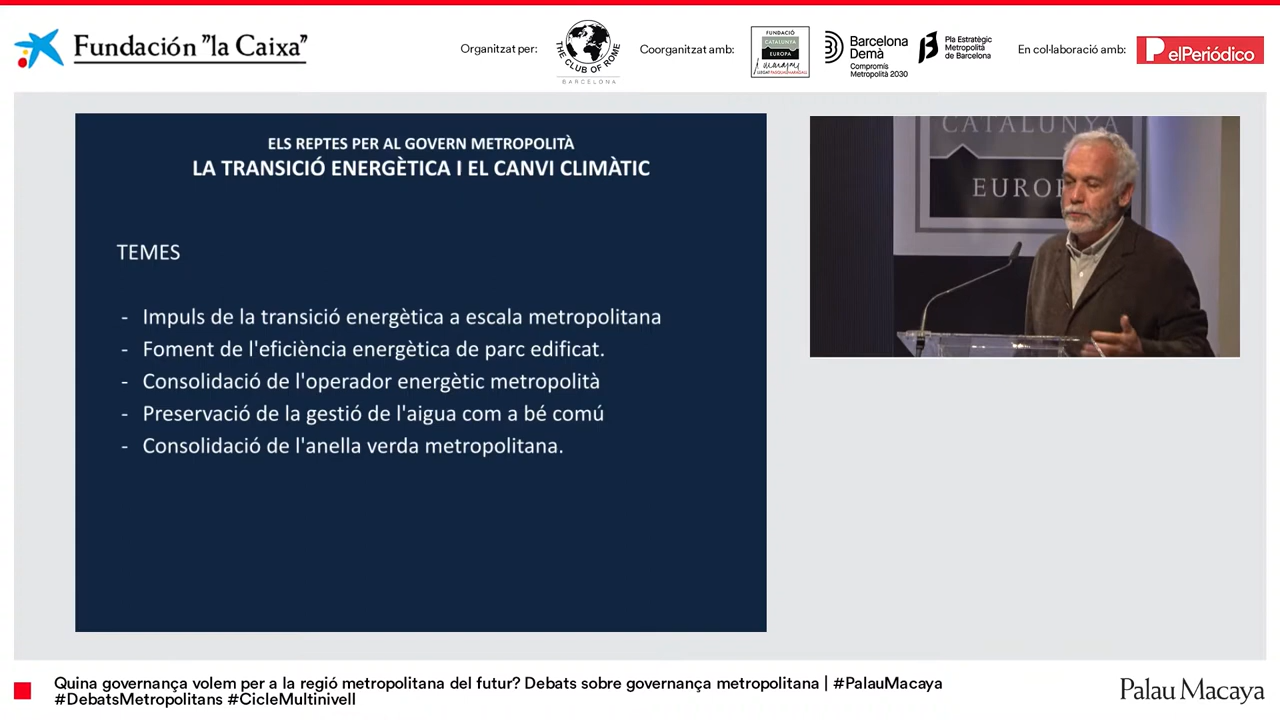 Fundación "la Caixa"
Organitzat per:
THE CLUB OF ROME
BARCELONA
Coorganitzat amb:
FUNDACIÓ
CATALUNYA
EUROPA
LLEGAT PASQUAL MARAGALL
Barcelona
Demà
Compromís
Metropolità 2030
Pla Estratègic
Metropolità
de Barcelona
En col·laboració amb:
elPeriódico
ELS REPTES PER AL GOVERN METROPOLITÀ
LA TRANSICIÓ ENERGÈTICA I EL CANVI CLIMÀTIC
TEMES
- Impuls de la transició energètica a escala metropolitana
- Foment de l'eficiència energètica de parc edificat.
- Consolidació de l'operador energètic metropolità
- Preservació de la gestió de l'aigua com a bé comú
- Consolidació de l'anella verda metropolitana.
CATALUNYA
EUROP
Quina governança volem per a la regió metropolitana del futur? Debats sobre governança metropolitana | #PalauMacaya
#DebatsMetropolitans #CicleMultinivell
Palau Macaya